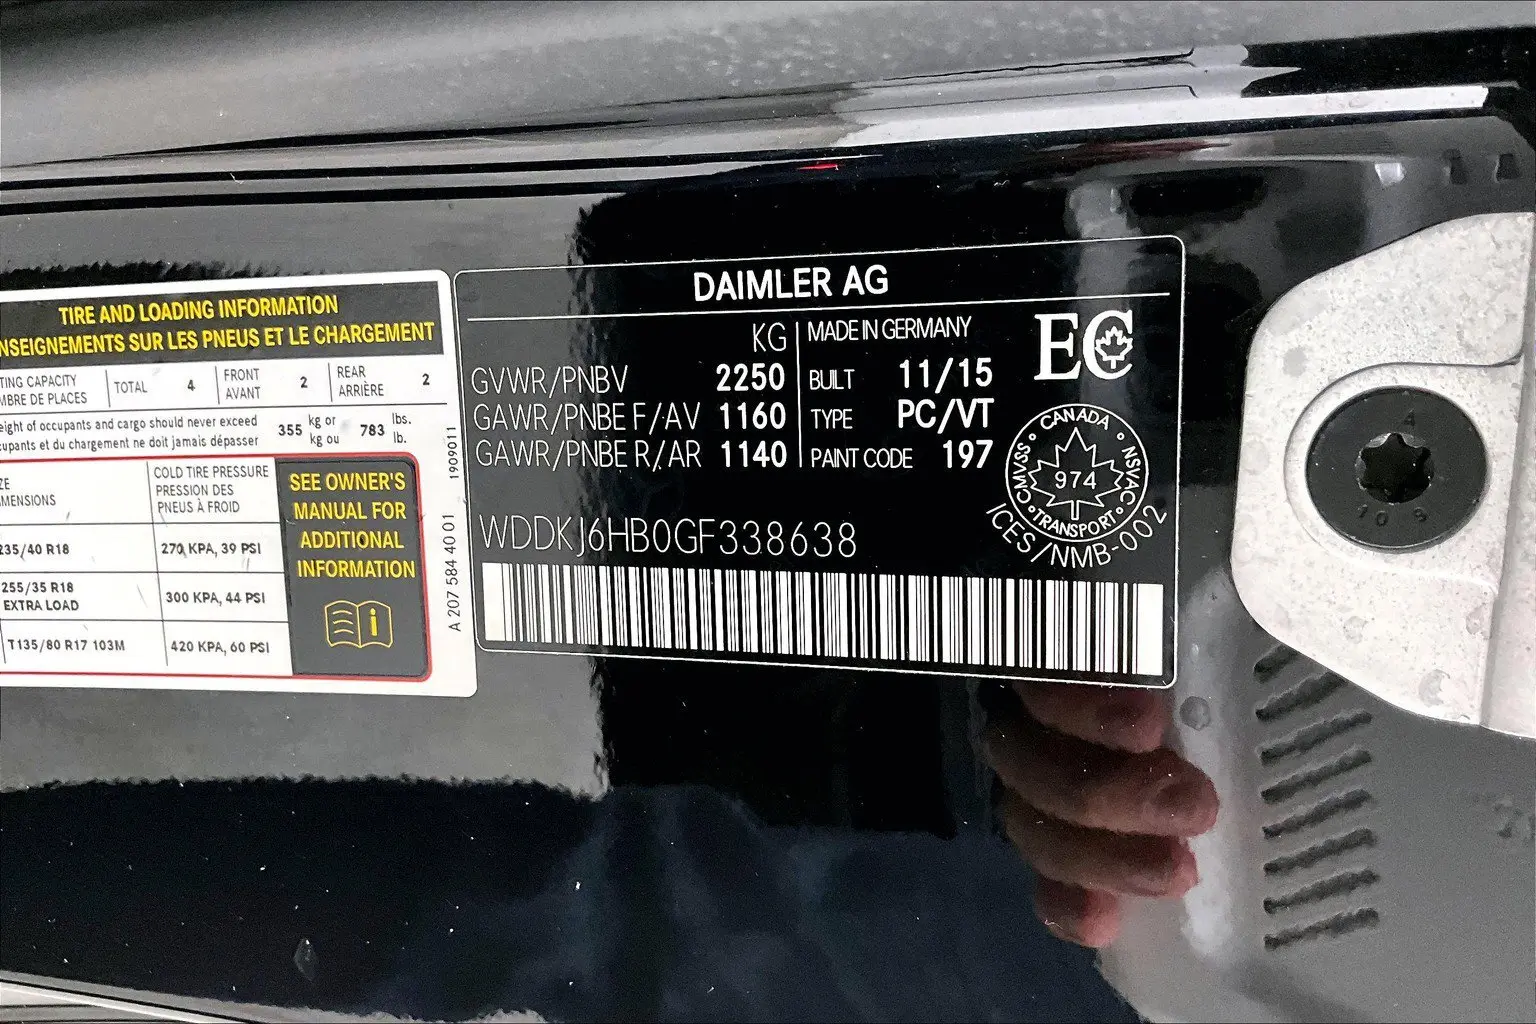 TIRE AND LOADING INFORMATION
NSEIGNEMENTS SUR LES PNEUS ET LE CHARGEMENT
TING CAPACITY
MBRE DE PLACES
TOTAL 4
FRONT
AVANT
2
REAR
ARRIÈRE
2
eight of occupants and cargo should never exceed
upants et du chargement ne doit jamais dépasser
355 kg or
kg ou
783 lbs.
lb.
ZE
MENSIONS
COLD TIRE PRESSURE
PRESSION DES
PNEUS À FROID
235/40 R18
270 KPA, 39 PSI
255/35 R18
EXTRA LOAD
300 KPA, 44 PSI
T135/80 R17 103M
420 KPA, 60 PSI
SEE OWNER'S
MANUAL FOR
ADDITIONAL
INFORMATION
i
A 207 584 40 01 1909011
DAIMLER AG
KG
GVWR/PNBV 2250
GAWR/PNBE F/AV 1160
GAWR/PNBE R/AR 1140
MADE IN GERMANY
BUILT 11/15
TYPE PC/VT
PAINT CODE 197
EC
CANADA
NSVAC
TRANSPORT
CMVSS
974
ICES/NMB-002
WDDKJ6HB0GF338638
4
10 9